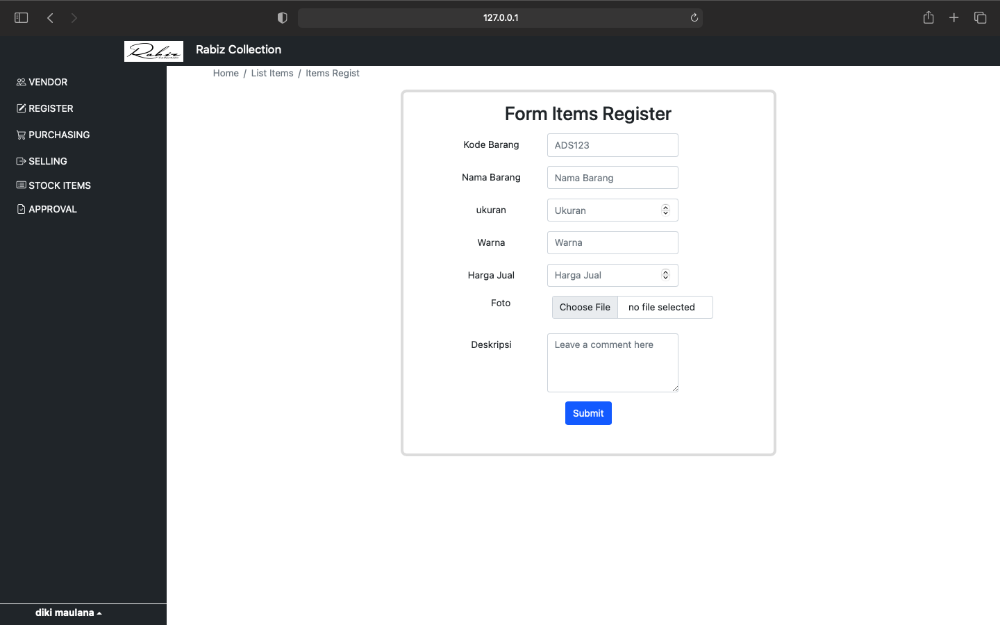 127.0.0.1
Rabiz Collection
Rabiz Collection
Home / List Items / Items Regist
VENDOR
REGISTER
PURCHASING
SELLING
STOCK ITEMS
APPROVAL
Form Items Register
Kode Barang ADS123
Nama Barang Nama Barang
ukuran Ukuran
Warna Warna
Harga Jual Harga Jual
Foto Choose File no file selected
Deskripsi Leave a comment here
Submit
diki maulana